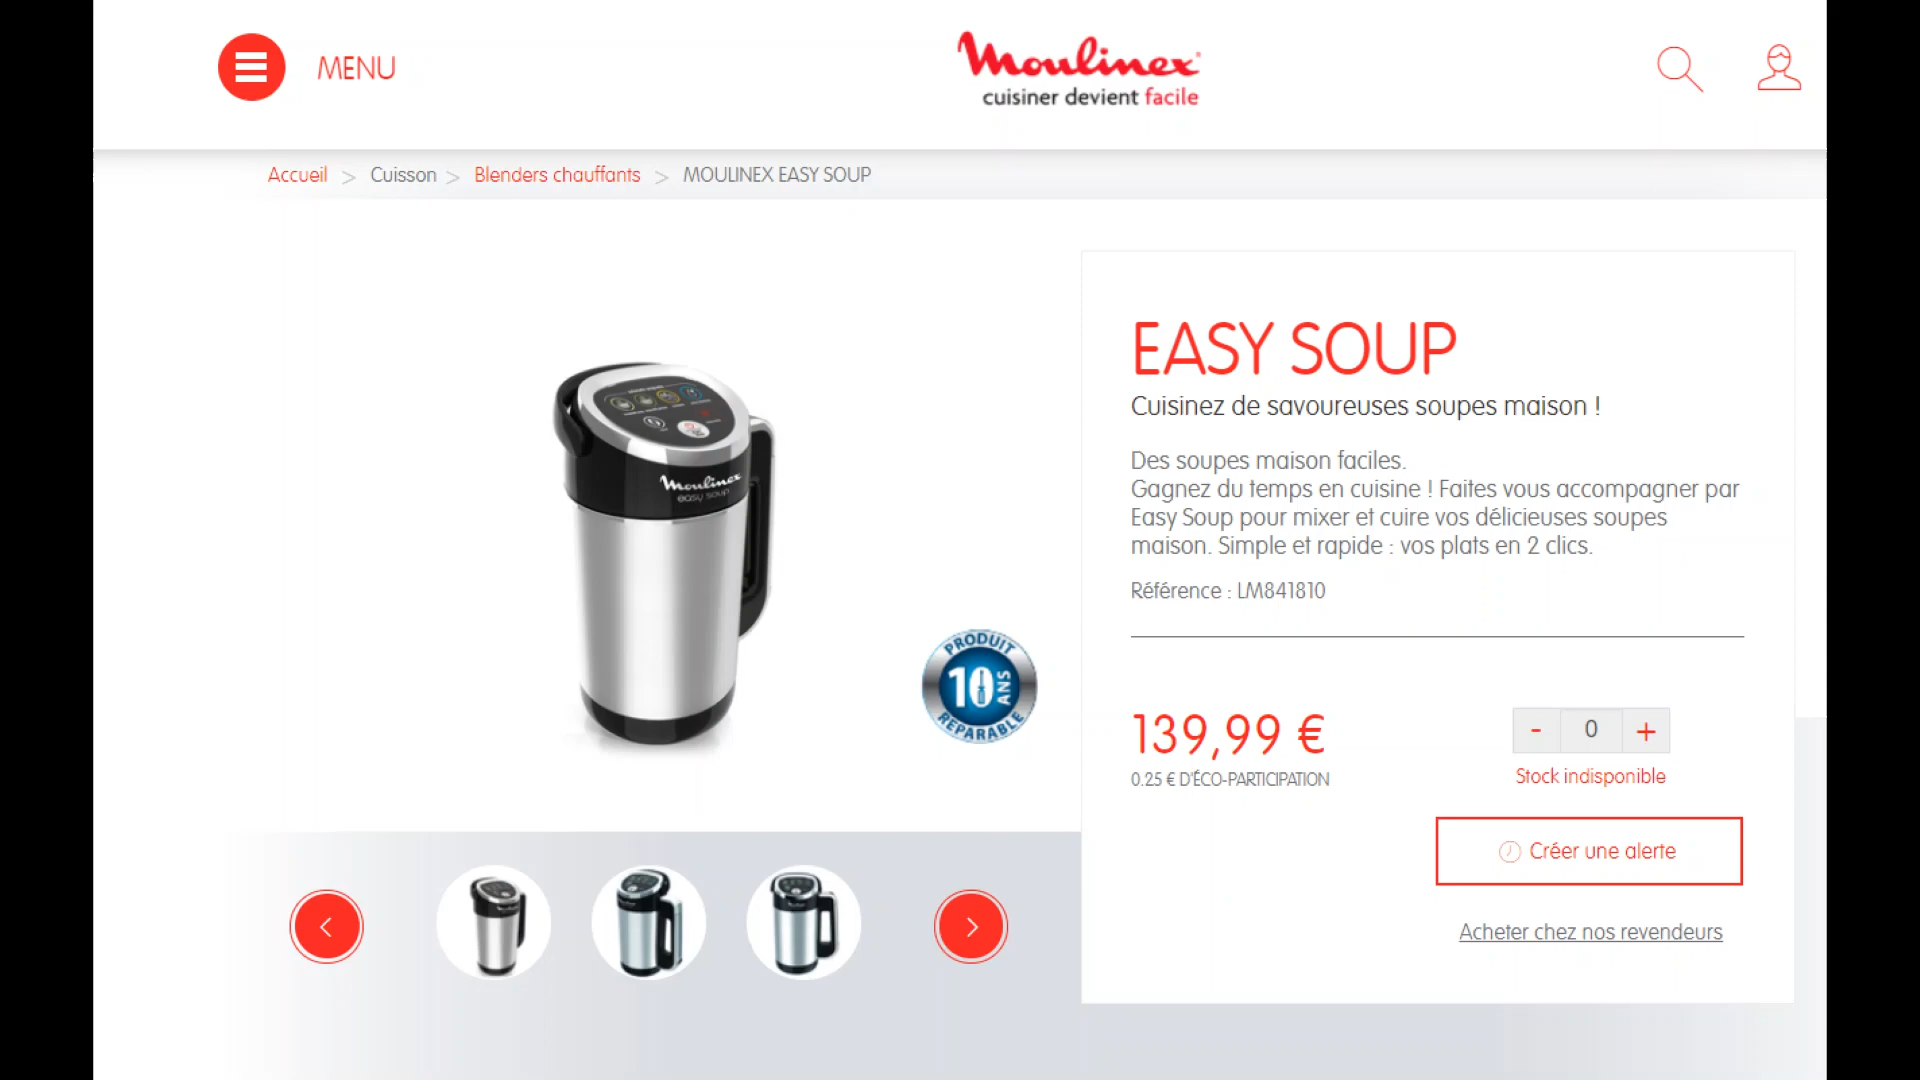 MENU
Moulinex
cuisiner devient facile
Accueil > Cuisson > Blenders chauffants > MOULINEX EASY SOUP
Moulinex
easy soup
PRODUIT
10 ANS
RÉPARABLE
EASY SOUP
Cuisinez de savoureuses soupes maison !
Des soupes maison faciles.
Gagnez du temps en cuisine ! Faites vous accompagner par
Easy Soup pour mixer et cuire vos délicieuses soupes
maison. Simple et rapide : vos plats en 2 clics.
Référence : LM841810
139,99 €
0.25 € D'ÉCO-PARTICIPATION
- 0 +
Stock indisponible
Créer une alerte
Acheter chez nos revendeurs